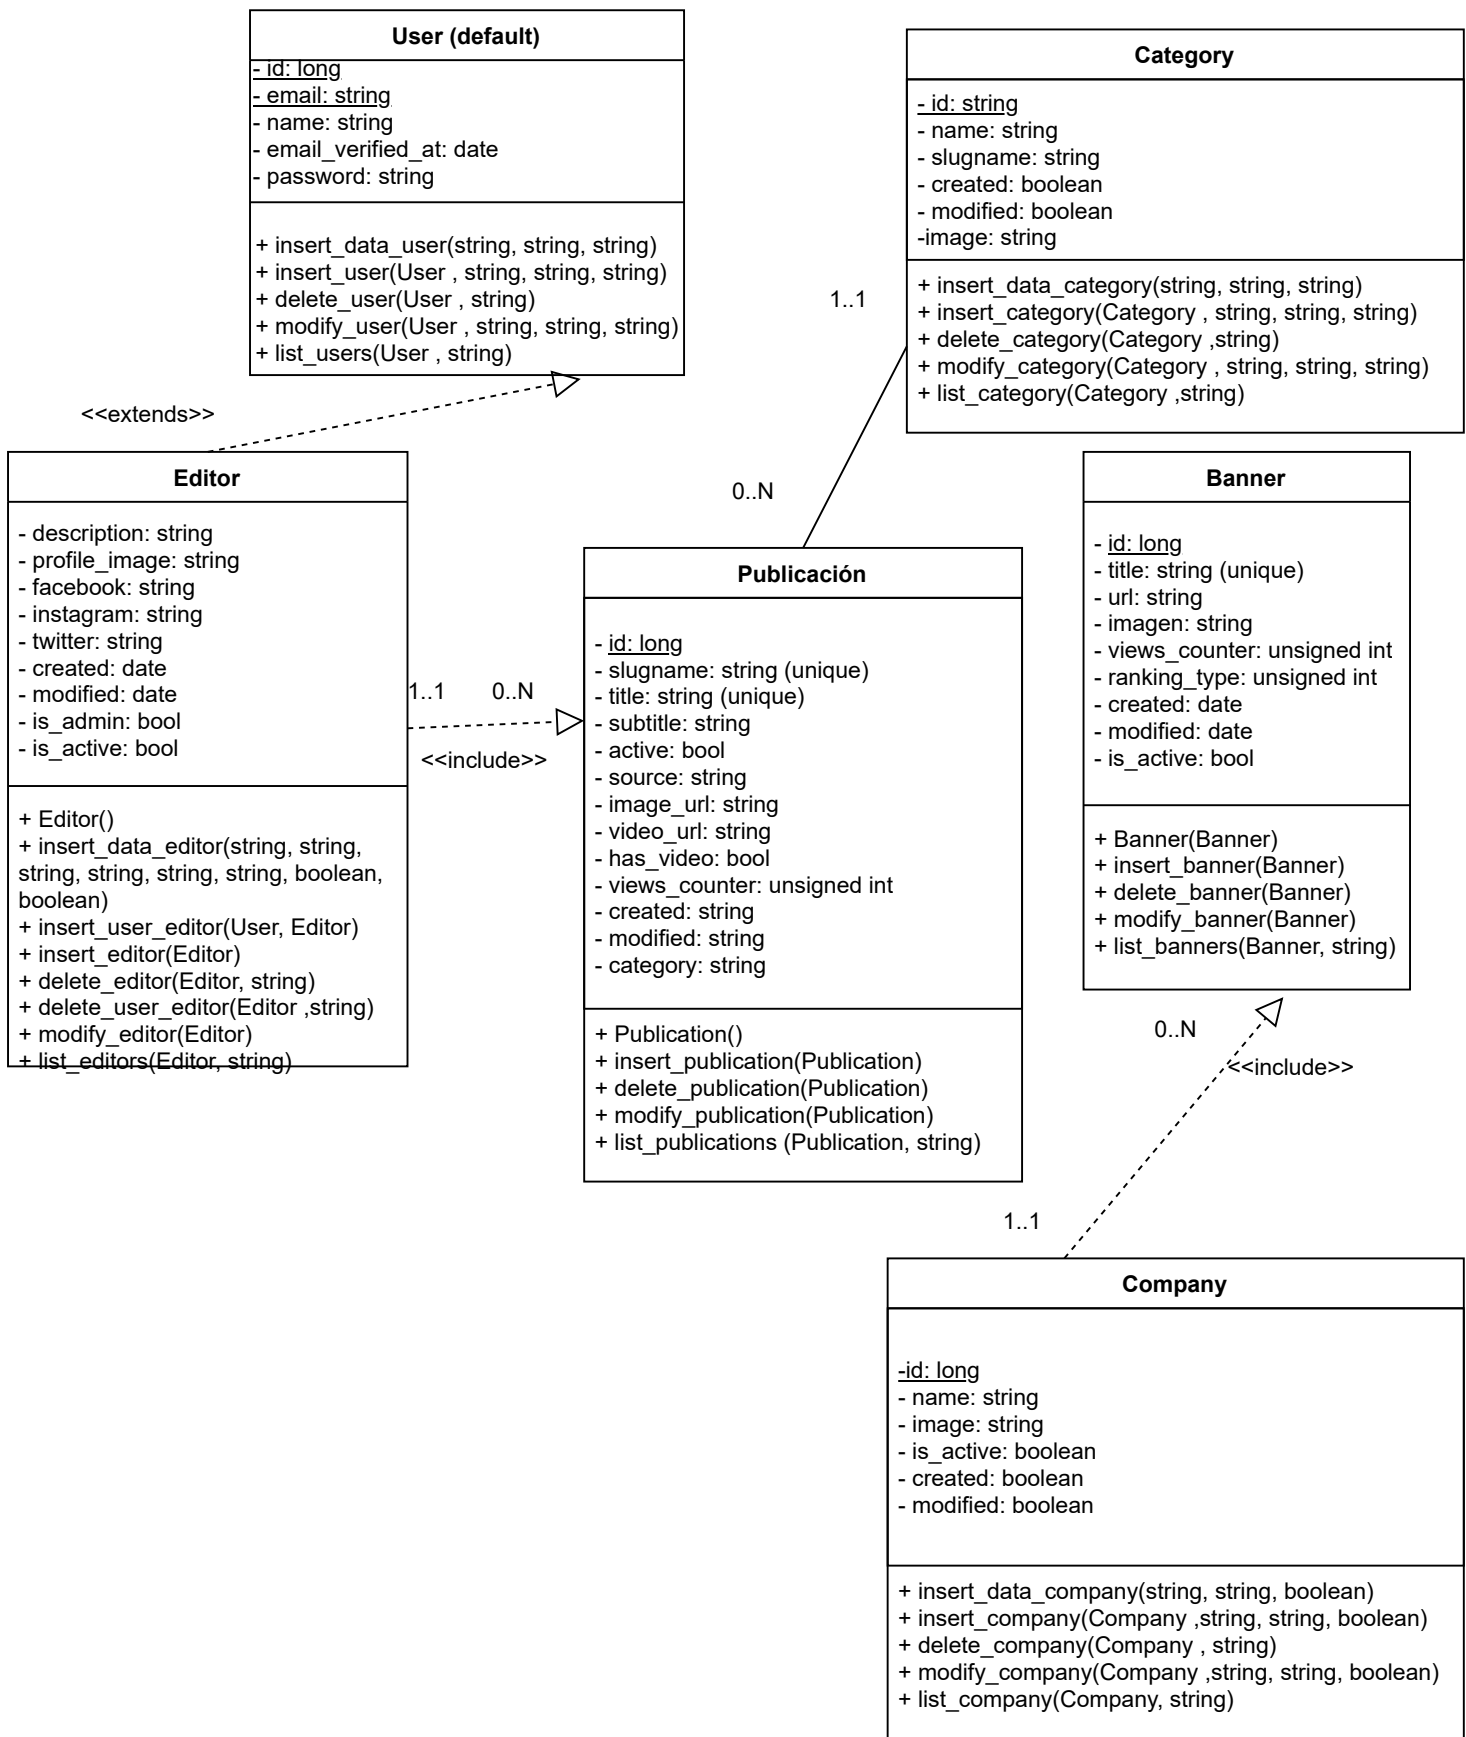 User (default)
- id: long
- email: string
- name: string
- email_verified_at: date
- password: string
+ insert_data_user(string, string, string)
+ insert_user(User , string, string, string)
+ delete_user(User , string)
+ modify_user(User , string, string, string)
+ list_users(User , string)
Category
- id: string
- name: string
- slugname: string
- created: boolean
- modified: boolean
-image: string
+ insert_data_category(string, string, string)
+ insert_category(Category , string, string, string)
+ delete_category(Category ,string)
+ modify_category(Category , string, string, string)
+ list_category(Category ,string)
1..1
0..N
<<extends>>
Editor
- description: string
- profile_image: string
- facebook: string
- instagram: string
- twitter: string
- created: date
- modified: date
- is_admin: bool
- is_active: bool
+ Editor()
+ insert_data_editor(string, string,
string, string, string, string, boolean,
boolean)
+ insert_user_editor(User, Editor)
+ insert_editor(Editor)
+ delete_editor(Editor, string)
+ delete_user_editor(Editor ,string)
+ modify_editor(Editor)
+ list_editors(Editor, string)
1..1
0..N
<<include>>
Publicación
- id: long
- slugname: string (unique)
- title: string (unique)
- subtitle: string
- active: bool
- source: string
- image_url: string
- video_url: string
- has_video: bool
- views_counter: unsigned int
- created: string
- modified: string
- category: string
+ Publication()
+ insert_publication(Publication)
+ delete_publication(Publication)
+ modify_publication(Publication)
+ list_publications (Publication, string)
Banner
- id: long
- title: string (unique)
- url: string
- imagen: string
- views_counter: unsigned int
- ranking_type: unsigned int
- created: date
- modified: date
- is_active: bool
+ Banner(Banner)
+ insert_banner(Banner)
+ delete_banner(Banner)
+ modify_banner(Banner)
+ list_banners(Banner, string)
0..N
<<include>>
1..1
Company
-id: long
- name: string
- image: string
- is_active: boolean
- created: boolean
- modified: boolean
+ insert_data_company(string, string, boolean)
+ insert_company(Company ,string, string, boolean)
+ delete_company(Company , string)
+ modify_company(Company ,string, string, boolean)
+ list_company(Company, string)